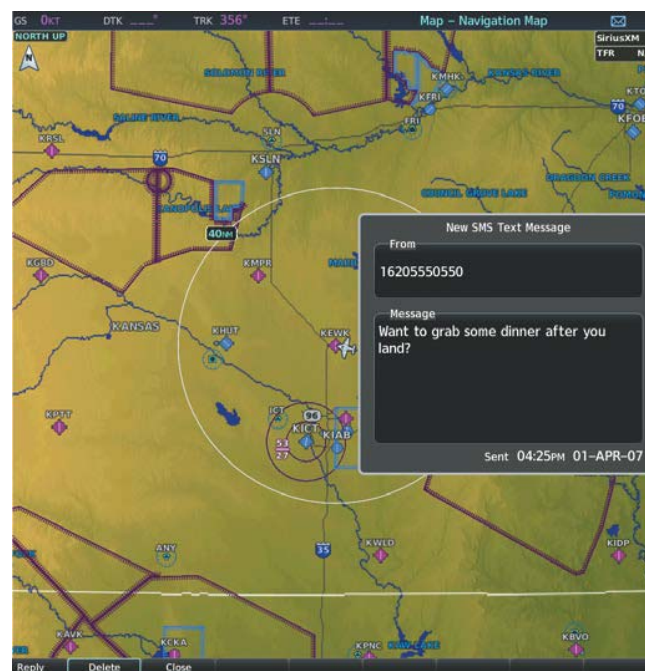 GS 0KT DTK ___° TRK 356° ETE __:__ Map – Navigation Map
NORTH UP
N
SiriusXM
TFR N
SOLOMON RIVER
KMHK
KANSAS RIVER
KFRI
KTO
70
KFOE
SALINE RIVER
FRI
SLN
KRSL
70
KSLN
DRAGOON CREEK
COUNCIL GROVE LAKE
POMON
40NM
KGBD
KMPR
KANSAS
KHUT
KEWK
KPTT
ICT
96
KICT
KIAB
53
27
New SMS Text Message
From
16205550550
Message
Want to grab some dinner after you
land?
Sent 04:25PM 01–APR–07
ANY
35
KWLD
KIDP
KAVK
KCKA
KPNC
KAW LAKE
KBVO
Reply Delete Close